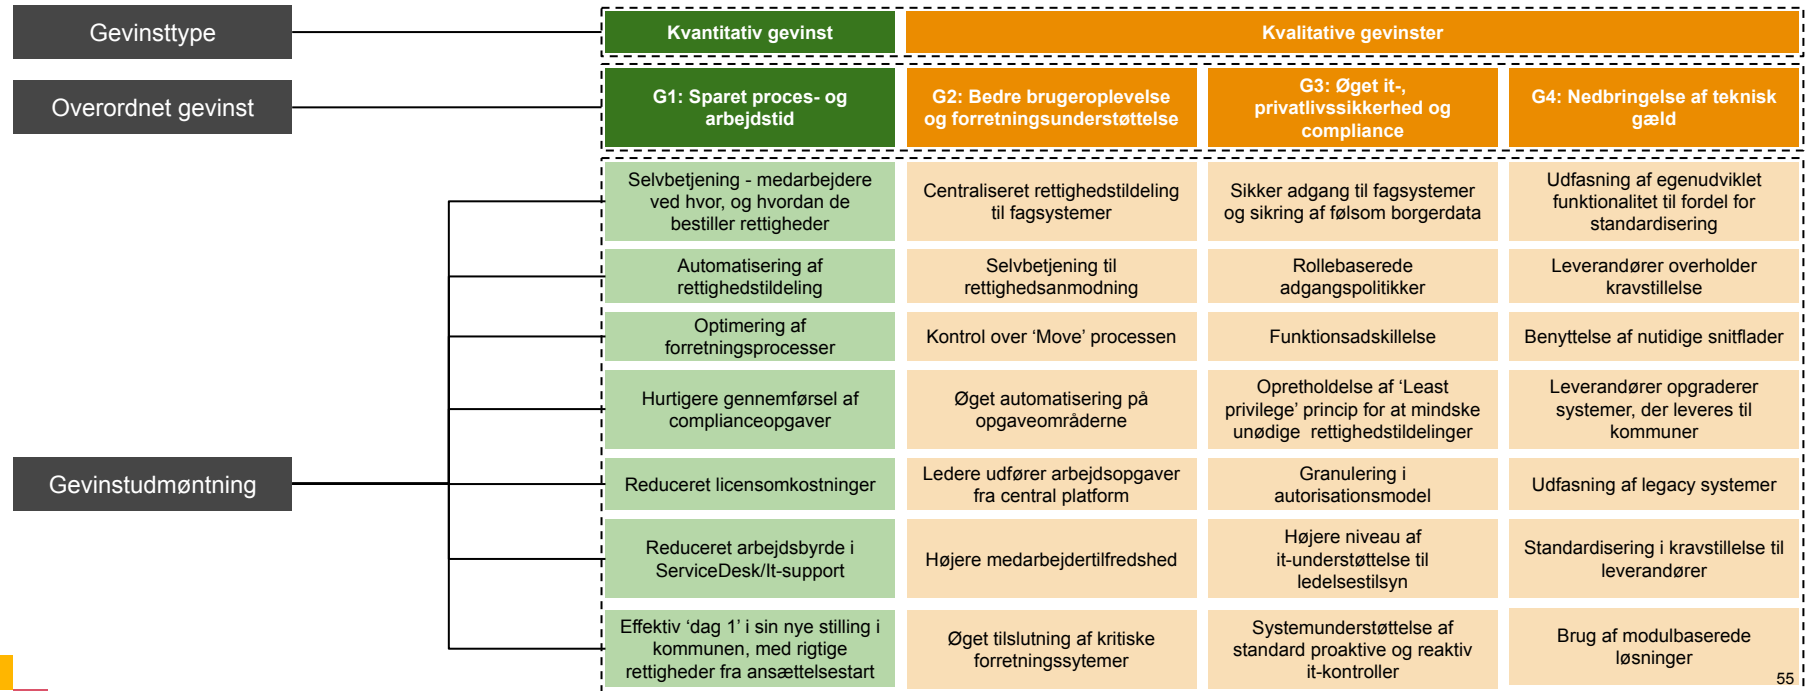 Gevinsttype
Kvantitativ gevinst
Kvalitative gevinster
Overordnet gevinst
G1: Sparet proces- og
arbejdstid
G2: Bedre brugeroplevelse
og forretningsunderstøttelse
G3: Øget it-,
privatlivssikkerhed og
compliance
G4: Nedbringelse af teknisk
gæld
Gevinstudmøntning
Selvbetjening - medarbejdere
ved hvor, og hvordan de
bestiller rettigheder
Centraliseret rettighedstildeling
til fagsystemer
Sikker adgang til fagsystemer
og sikring af følsom borgerdata
Udfasning af egenudviklet
funktionalitet til fordel for
standardisering
Automatisering af
rettighedstildeling
Selvbetjening til
rettighedsanmodning
Rollebaserede
adgangspolitikker
Leverandører overholder
kravstillelse
Optimering af
forretningsprocesser
Kontrol over ‘Move’ processen
Funktionsadskillelse
Benyttelse af nutidige snitflader
Hurtigere gennemførsel af
complianceopgaver
Øget automatisering på
opgaveområderne
Opretholdelse af ‘Least
privilege’ princip for at mindske
unødige rettighedstildelinger
Leverandører opgraderer
systemer, der leveres til
kommuner
Reduceret licensomkostninger
Ledere udfører arbejdsopgaver
fra central platform
Granulering i
autorisationsmodel
Udfasning af legacy systemer
Reduceret arbejdsbyrde i
ServiceDesk/It-support
Højere medarbejdertilfredshed
Højere niveau af
it-understøttelse til
ledelsestilsyn
Standardisering i kravstillelse til
leverandører
Effektiv ‘dag 1’ i sin nye stilling i
kommunen, med rigtige
rettigheder fra ansættelsestart
Øget tilslutning af kritiske
forretningssytemer
Systemunderstøttelse af
standard proaktive og reaktiv
it-kontroller
Brug af modulbaserede
løsninger
55